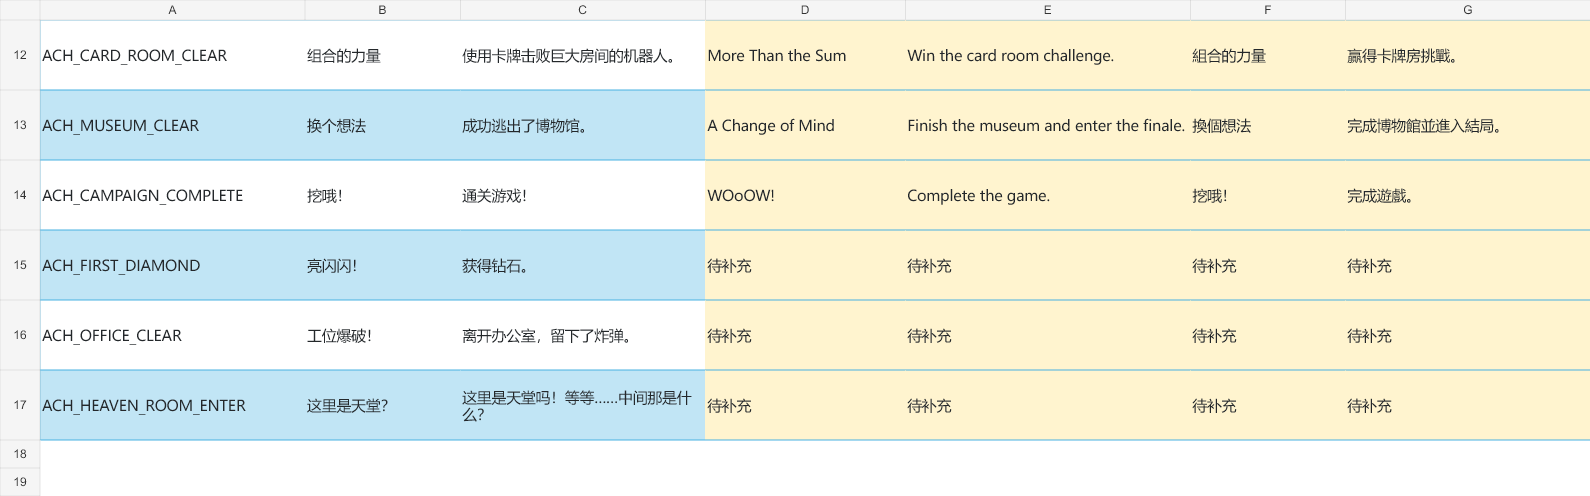 A B C D E F G
12 ACH_CARD_ROOM_CLEAR 组合的力量 使用卡牌击败巨大房间的机器人。 More Than the Sum Win the card room challenge. 組合的力量 贏得卡牌房挑戰。
13 ACH_MUSEUM_CLEAR 换个想法 成功逃出了博物馆。 A Change of Mind Finish the museum and enter the finale. 換個想法 完成博物館並進入結局。
14 ACH_CAMPAIGN_COMPLETE 挖哦！ 通关游戏！ WOoOW! Complete the game. 挖哦！ 完成遊戲。
15 ACH_FIRST_DIAMOND 亮闪闪！ 获得钻石。 待补充 待补充 待补充 待补充
16 ACH_OFFICE_CLEAR 工位爆破！ 离开办公室，留下了炸弹。 待补充 待补充 待补充 待补充
17 ACH_HEAVEN_ROOM_ENTER 这里是天堂？ 这里是天堂吗！等等……中间那是什
么？ 待补充 待补充 待补充 待补充
18
19